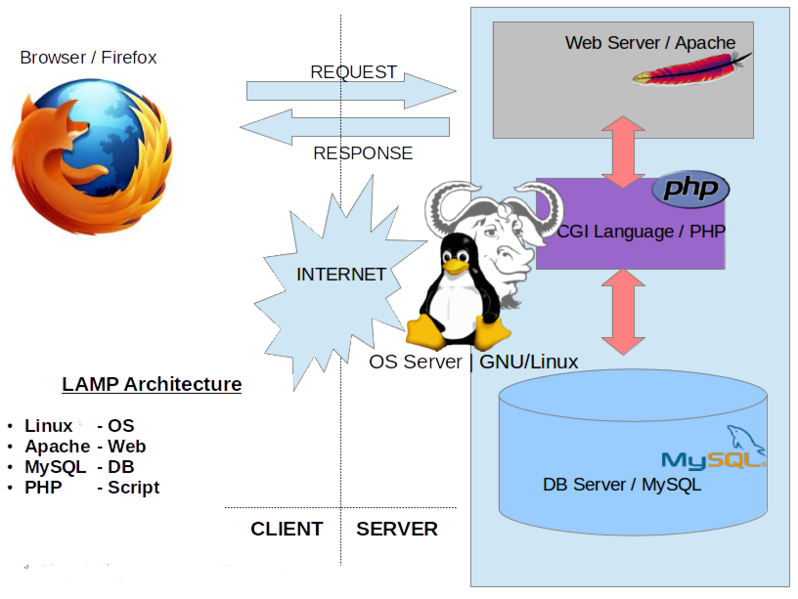 Browser / Firefox
REQUEST
RESPONSE
Web Server / Apache
php
CGI Language / PHP
INTERNET
OS Server | GNU/Linux
LAMP Architecture
• Linux - OS
• Apache - Web
• MySQL - DB
• PHP - Script
MySQL
DB Server / MySQL
CLIENT
SERVER